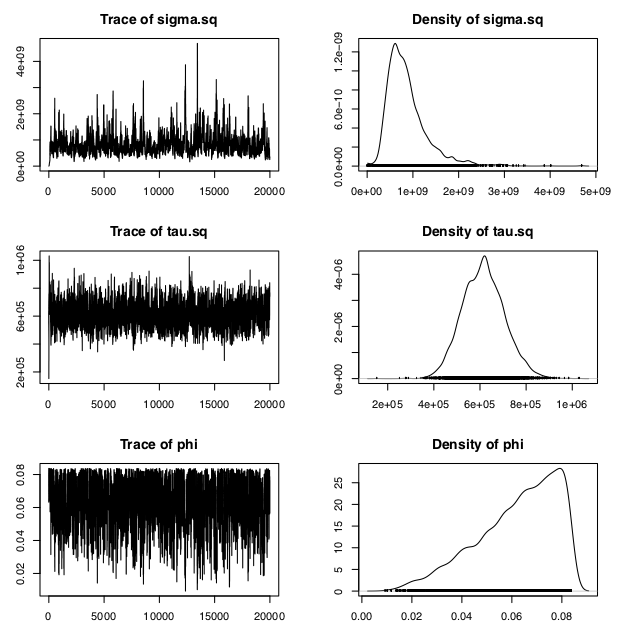 Trace of sigma.sq
0e+00 2e+09 4e+09
0 5000 10000 15000 20000
Density of sigma.sq
0.0e+00 6.0e-10 1.2e-09
0e+00 1e+09 2e+09 3e+09 4e+09 5e+09
Trace of tau.sq
2e+05 6e+05 1e+06
0 5000 10000 15000 20000
Density of tau.sq
0e+00 2e-06 4e-06
2e+05 4e+05 6e+05 8e+05 1e+06
Trace of phi
0.02 0.04 0.06 0.08
0 5000 10000 15000 20000
Density of phi
0 5 10 15 20 25
0.00 0.02 0.04 0.06 0.08